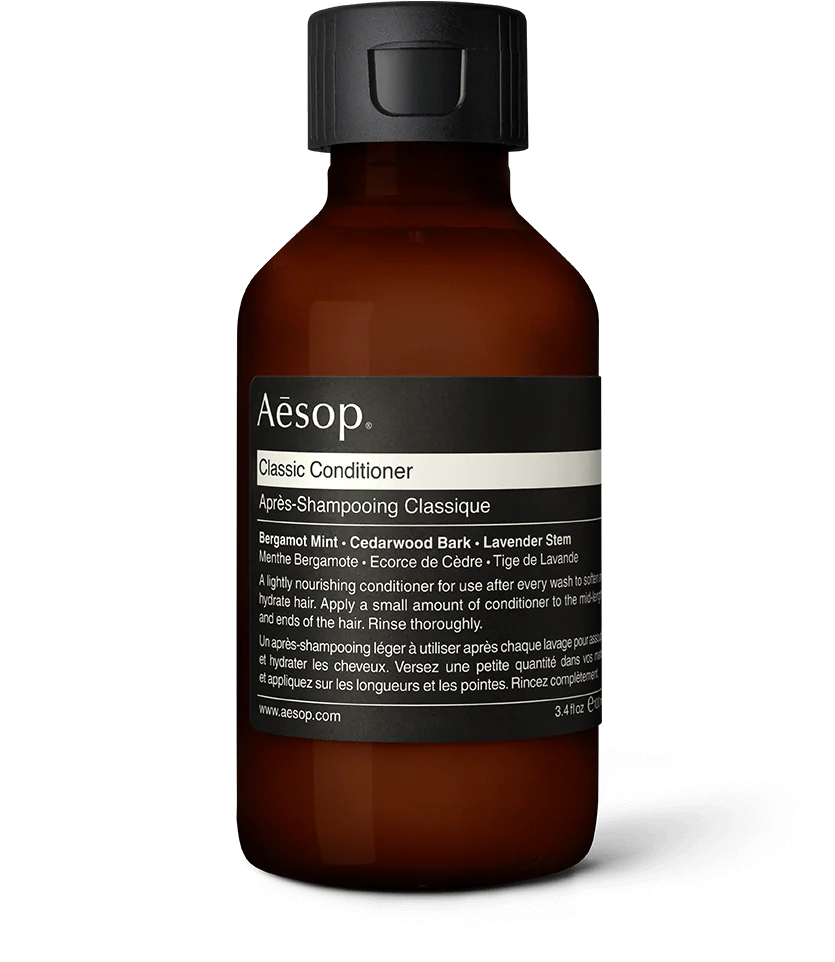 Aēsop®
Classic Conditioner
Après-Shampooing Classique
Bergamot Mint • Cedarwood Bark • Lavender Stem
Menthe Bergamote • Ecorce de Cèdre • Tige de Lavande
A lightly nourishing conditioner for use after every wash to soften
hydrate hair. Apply a small amount of conditioner to the
and ends of the hair. Rinse thoroughly.
Un après-shampooing léger à utiliser après chaque lavage pour
et hydrater les cheveux. Versez une petite quantité dans vos
et appliquez sur les longueurs et les pointes. Rincez complètement.
www.aesop.com
3.4 fl oz ℮